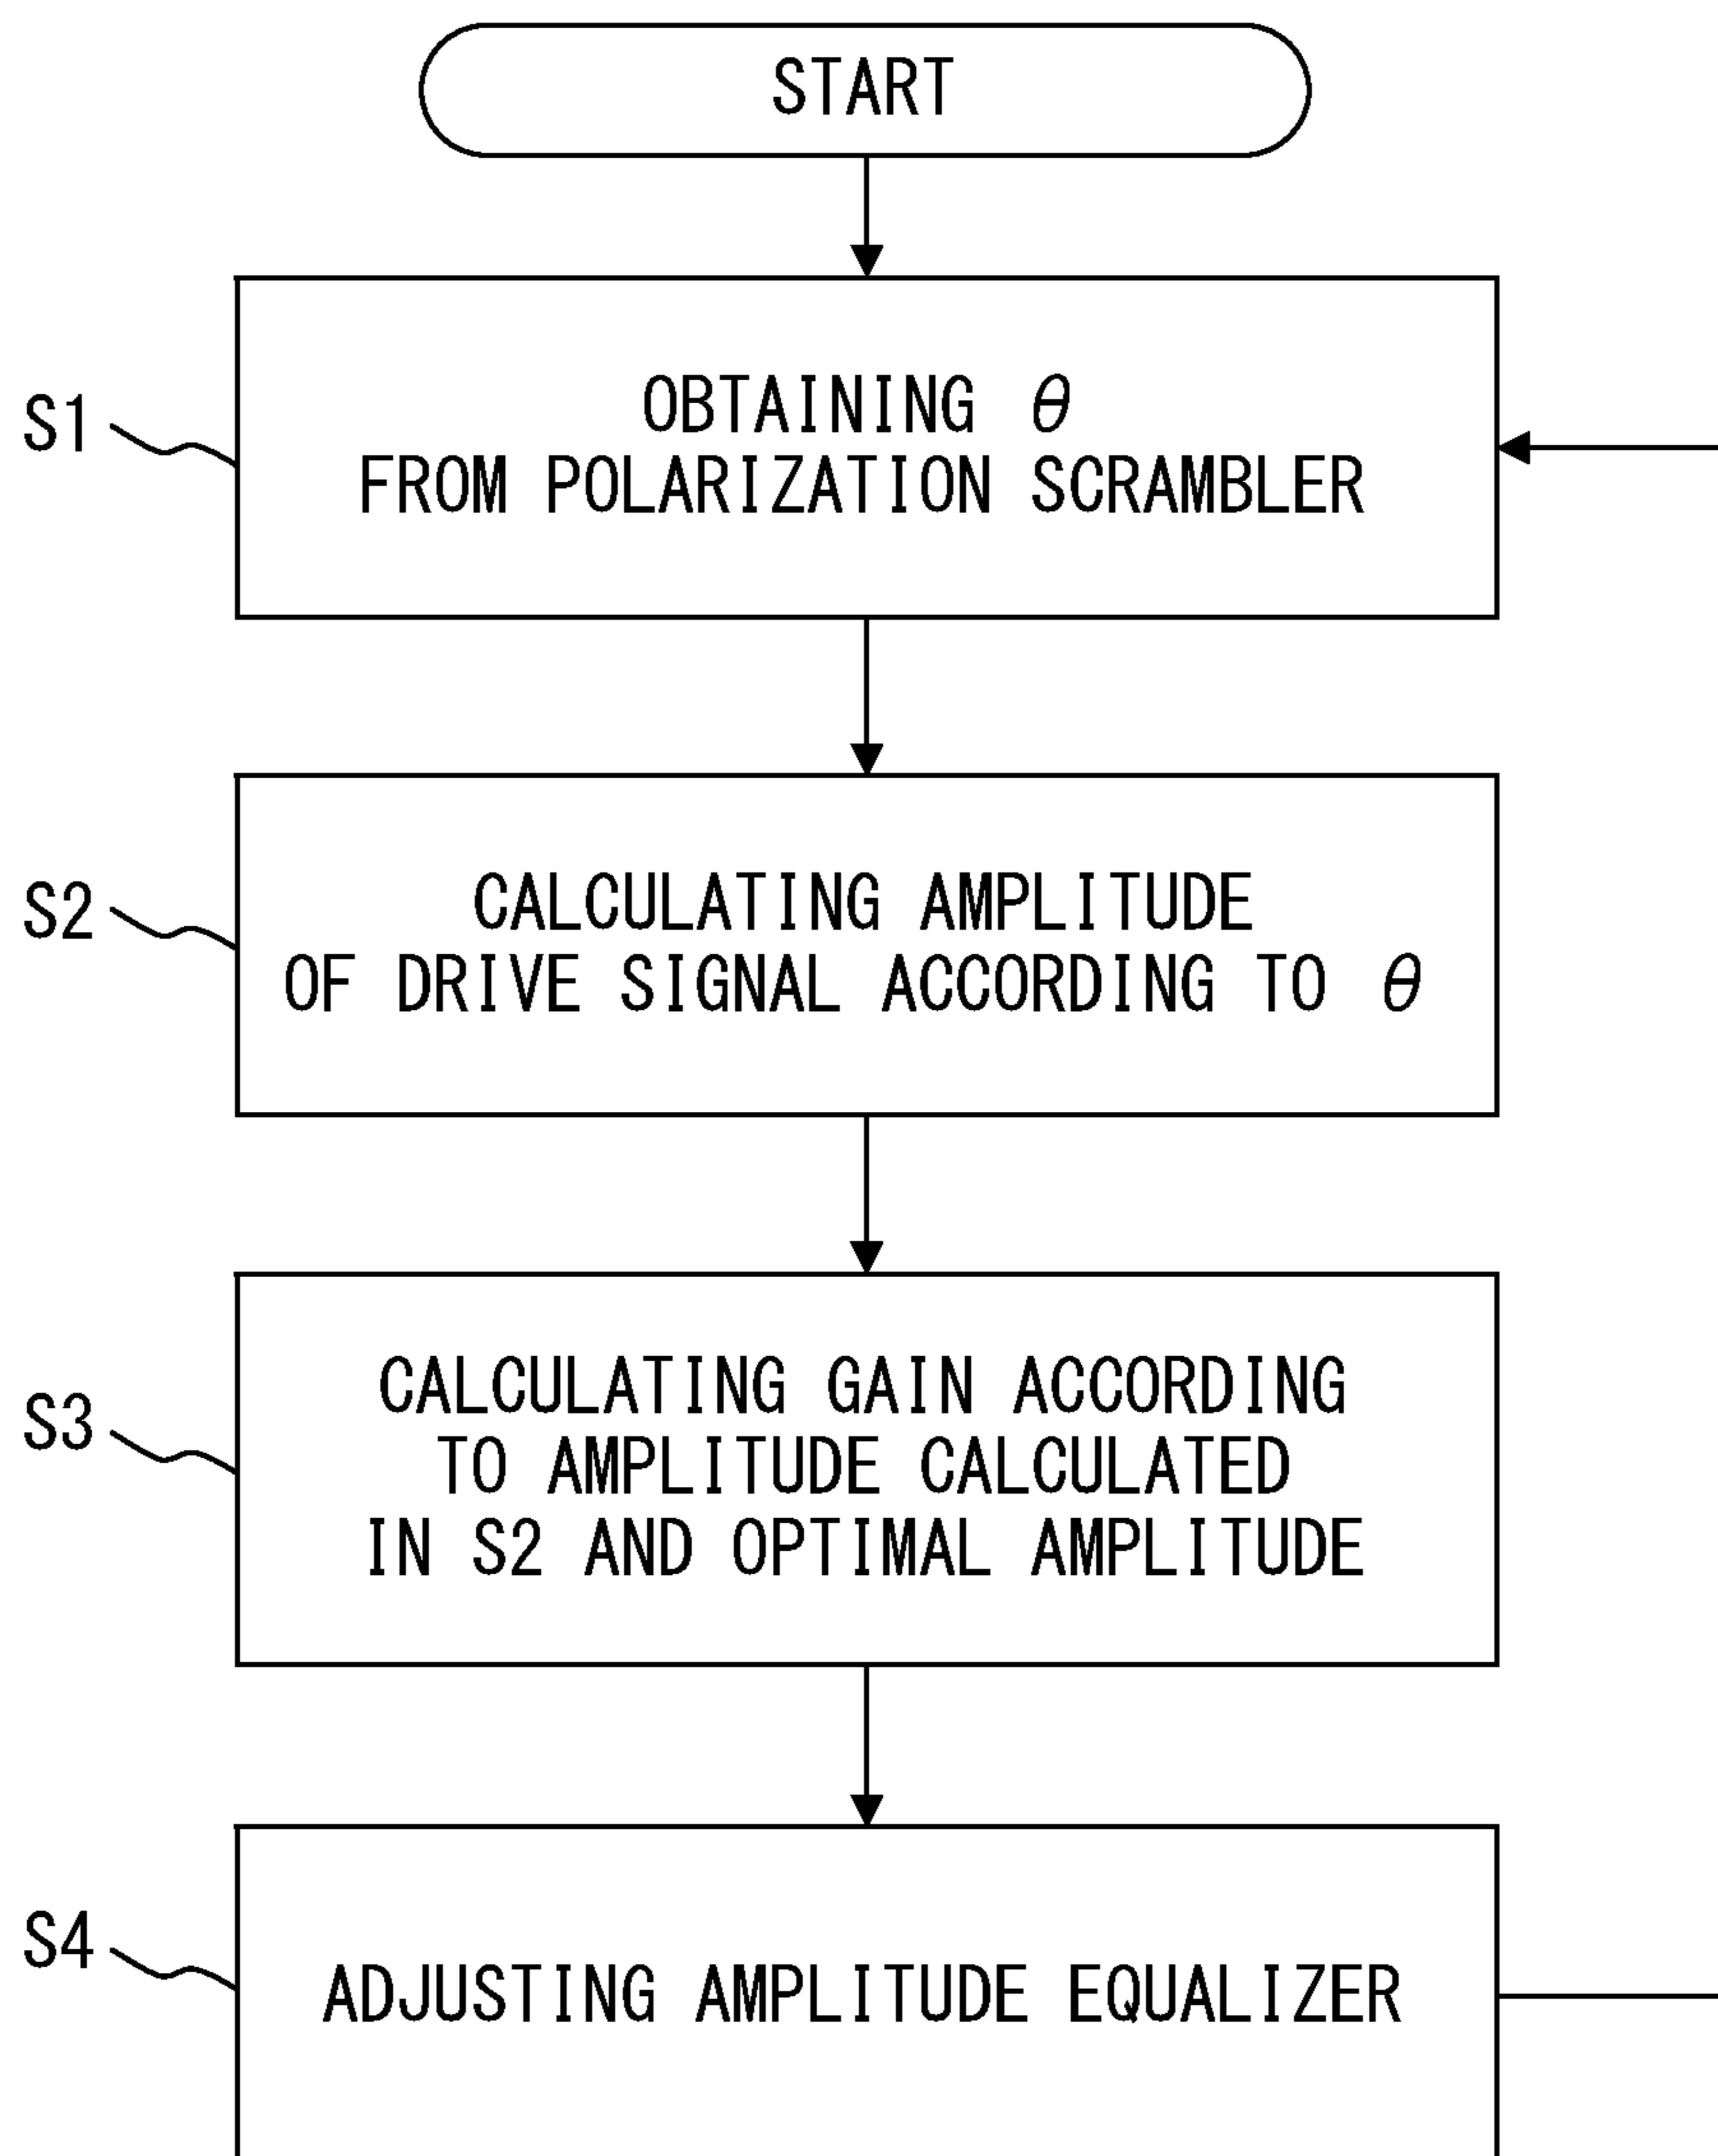 START
S1
OBTAINING θ
FROM POLARIZATION SCRAMBLER
S2
CALCULATING AMPLITUDE
OF DRIVE SIGNAL ACCORDING TO θ
S3
CALCULATING GAIN ACCORDING
TO AMPLITUDE CALCULATED
IN S2 AND OPTIMAL AMPLITUDE
S4
ADJUSTING AMPLITUDE EQUALIZER